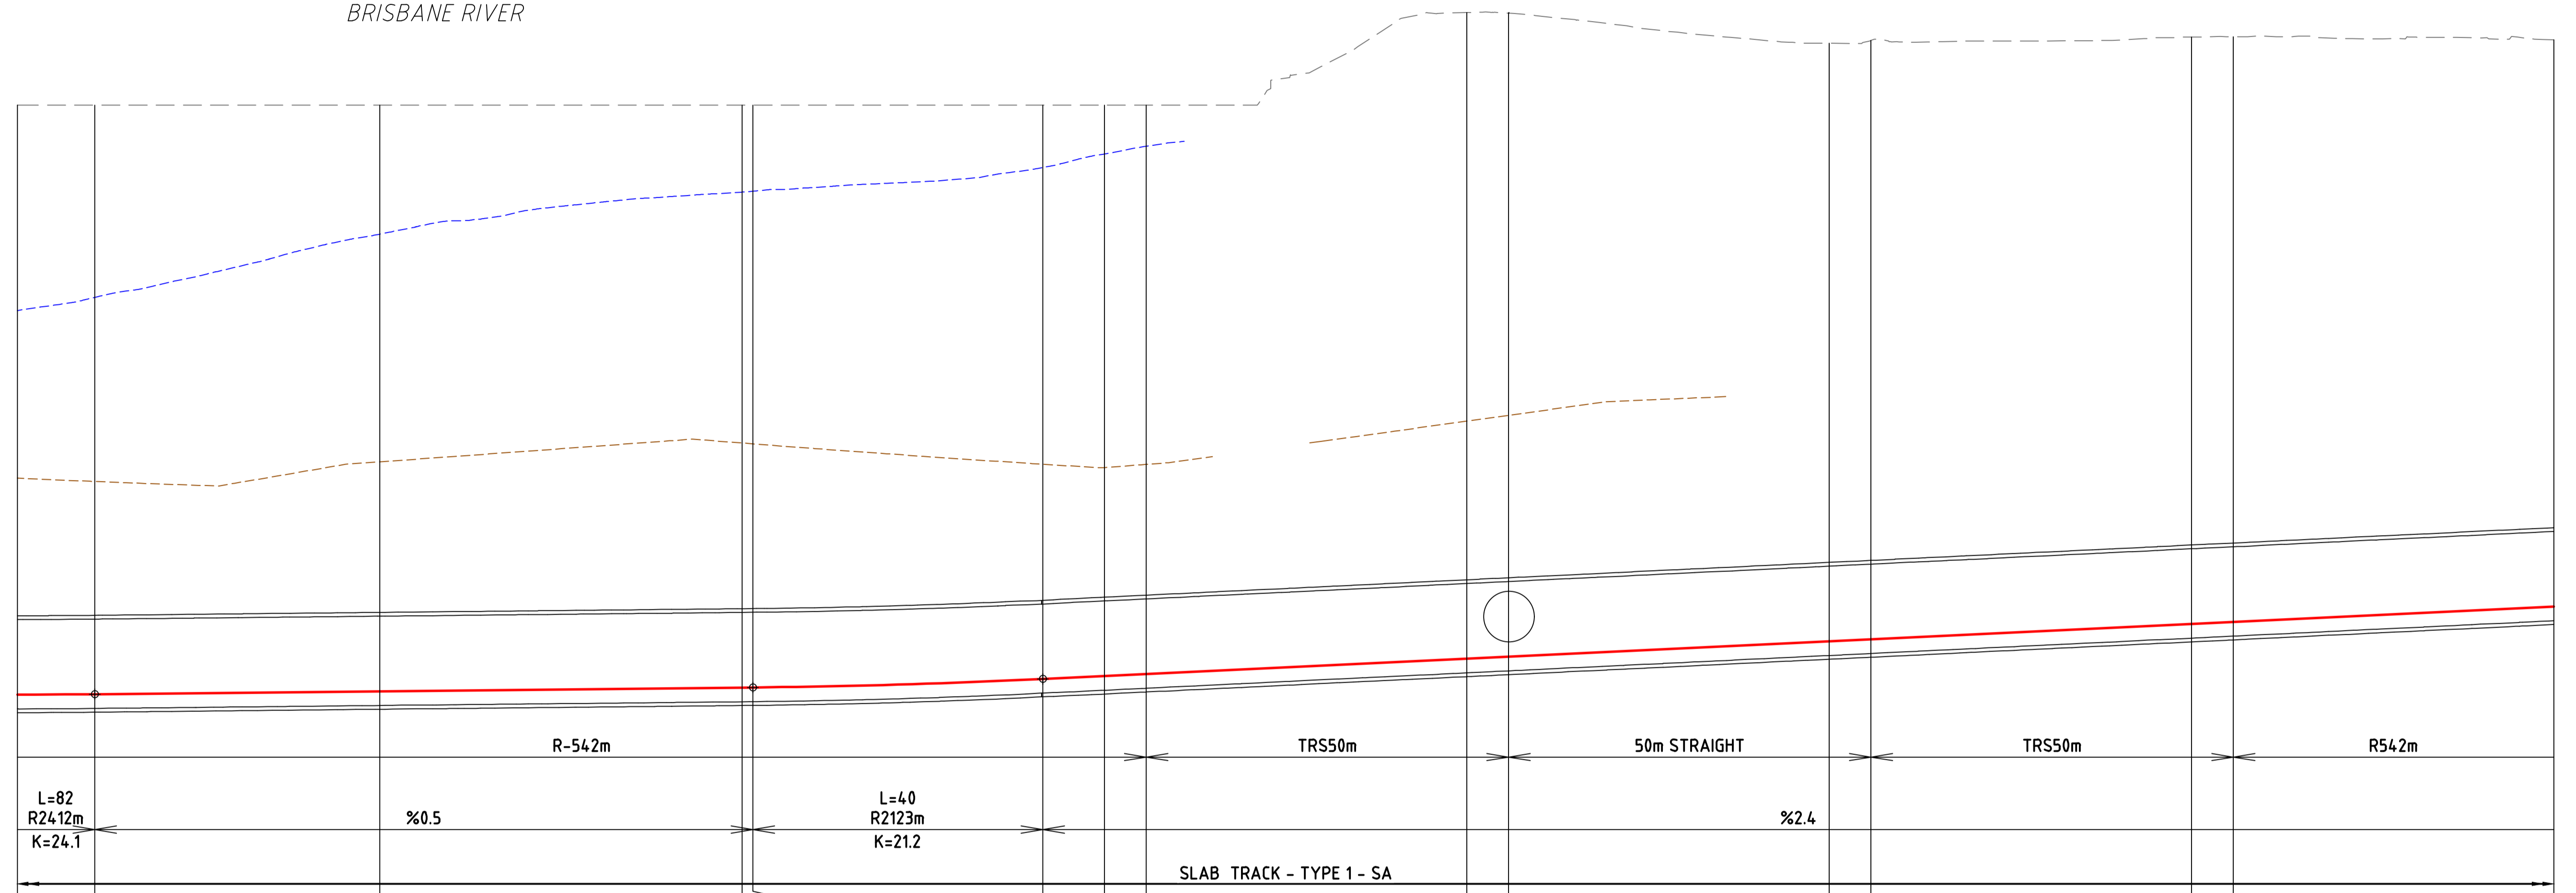 BRISBANE RIVER
R-542m
TRS50m
50m STRAIGHT
TRS50m
R542m
L=82
R2412m
K=24.1
%0.5
L=40
R2123m
K=21.2
%2.4
SLAB TRACK - TYPE 1 - SA